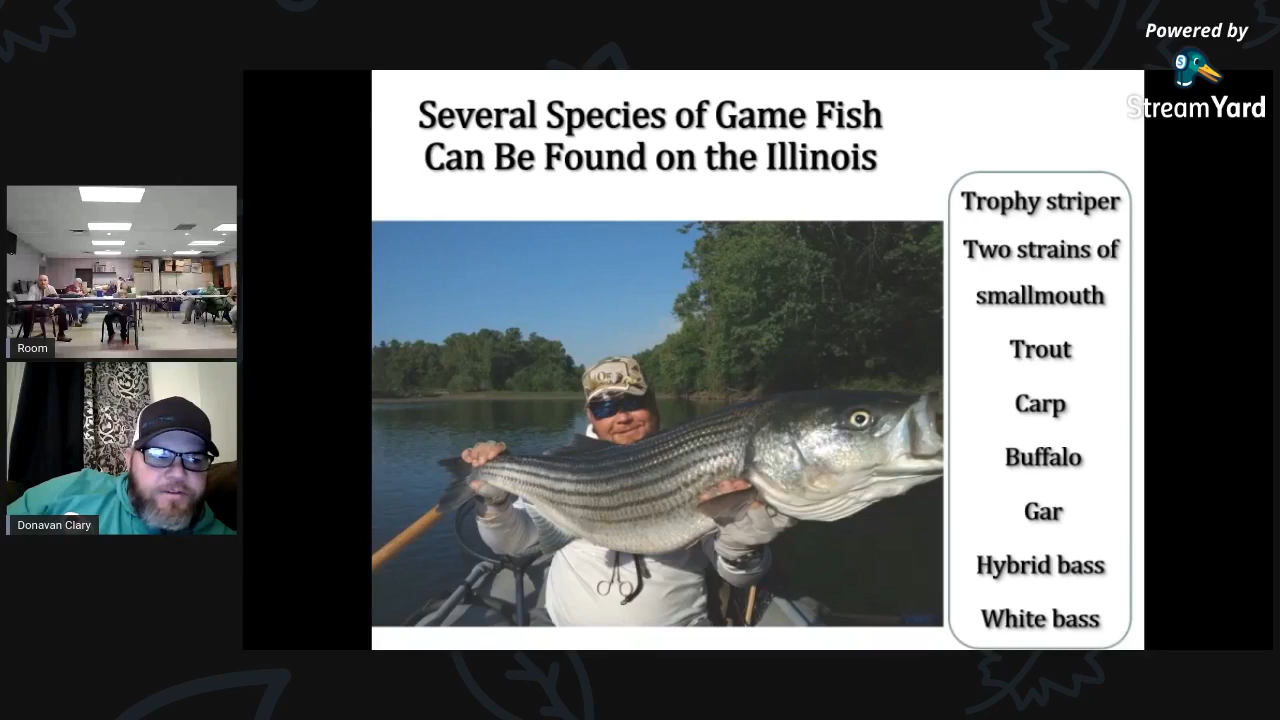 Powered by
StreamYard
Several Species of Game Fish
Can Be Found on the Illinois
Trophy striper
Two strains of
smallmouth
Trout
Carp
Buffalo
Gar
Hybrid bass
White bass
Room
Donavan Clary